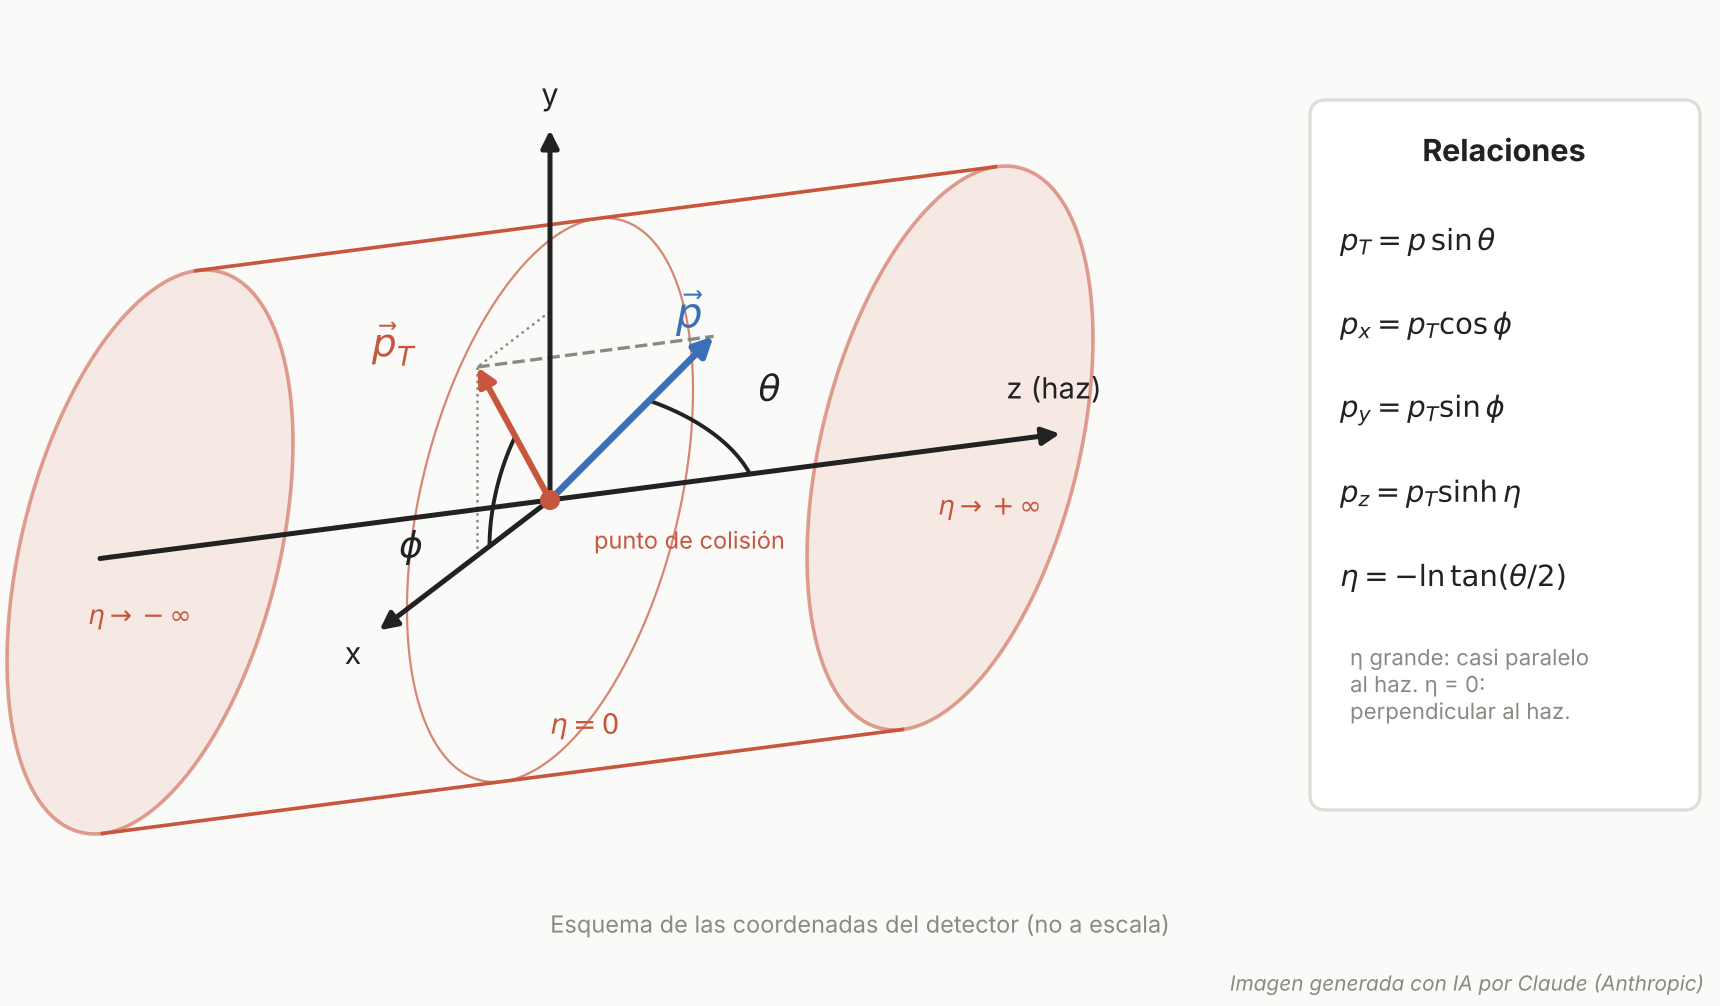 y
p⃗
p⃗_T
θ
z (haz)
η → + ∞
punto de colisión
ϕ
η → − ∞
x
η = 0
Relaciones
p_T = p sin θ
p_x = p_T cos ϕ
p_y = p_T sin ϕ
p_z = p_T sinh η
η = −ln tan(θ/2)
η grande: casi paralelo
al haz. η = 0:
perpendicular al haz.
Esquema de las coordenadas del detector (no a escala)
Imagen generada con IA por Claude (Anthropic)